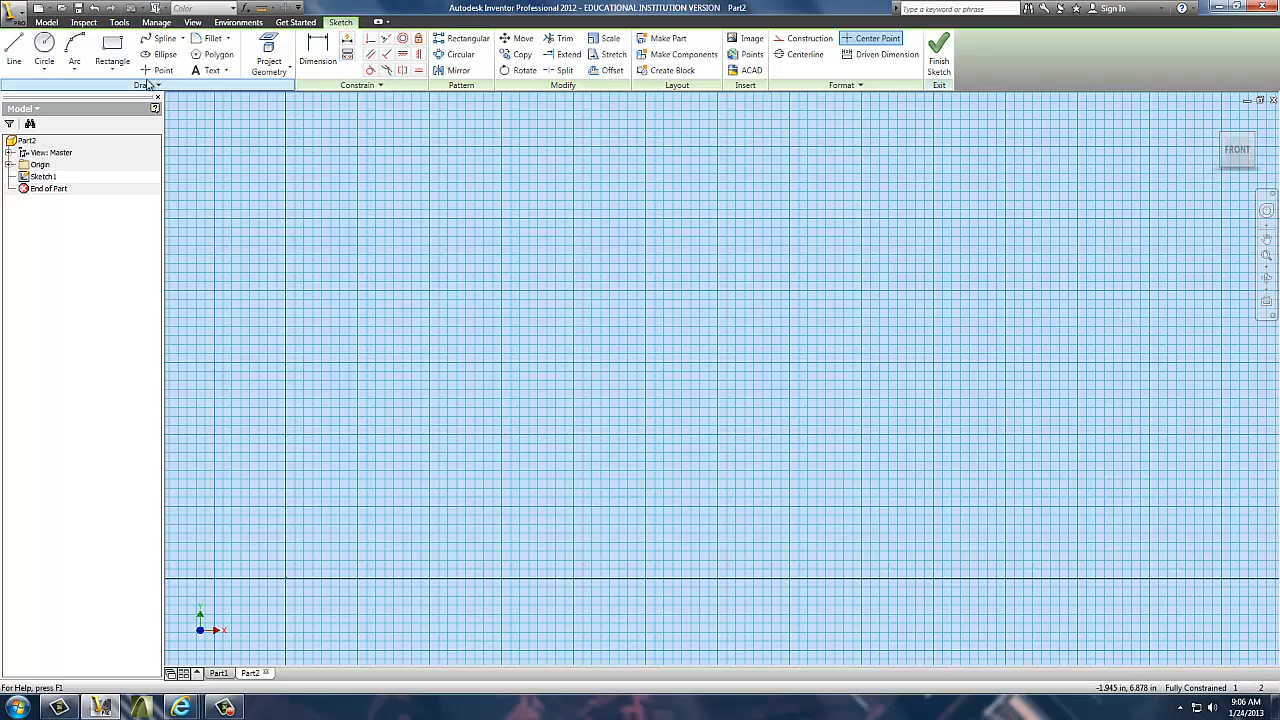 Color
Autodesk Inventor Professional 2012 - EDUCATIONAL INSTITUTION VERSION Part2
Type a keyword or phrase
Sign In
PRO
Model Inspect Tools Manage View Environments Get Started Sketch
Line Circle Arc Rectangle
Spline Fillet
Ellipse Polygon
Point Text
Project Geometry
Dimension
Rectangular
Circular
Mirror
Move Trim Scale
Copy Extend Stretch
Rotate Split Offset
Make Part
Make Components
Create Block
Image
Points
ACAD
Construction Center Point
Centerline Driven Dimension
Finish Sketch
Constrain Pattern Modify Layout Insert Format Exit
Model
Part2
View: Master
Origin
Sketch1
End of Part
FRONT
Y
X
Part1 Part2
For Help, press F1
-1.945 in, 6.878 in Fully Constrained 1 2
9:06 AM
1/24/2013